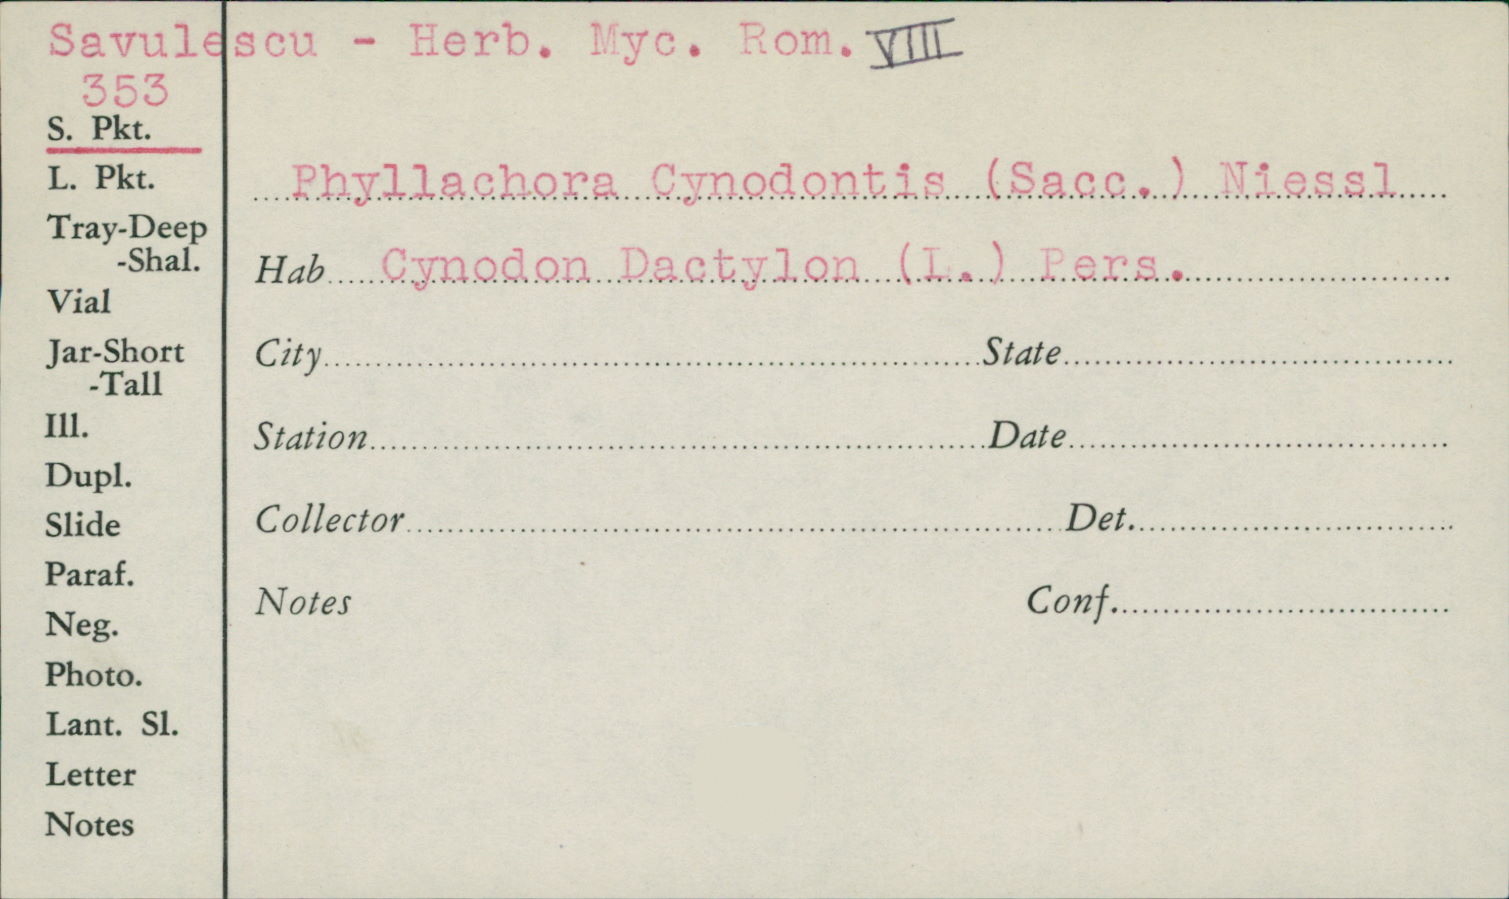 Savulescu - Herb. Myc. Rom. VIII
353
S. Pkt.
L. Pkt.
Phyllachora Cynodontis (Sacc.) Niessl
Tray-Deep
-Shal.
Hab Cynodon Dactylon (L.) Pers.
Vial
Jar-Short
-Tall
City State
Ill.
Station Date
Dupl.
Slide
Collector Det.
Paraf.
Neg.
Notes Conf.
Photo.
Lant. Sl.
Letter
Notes